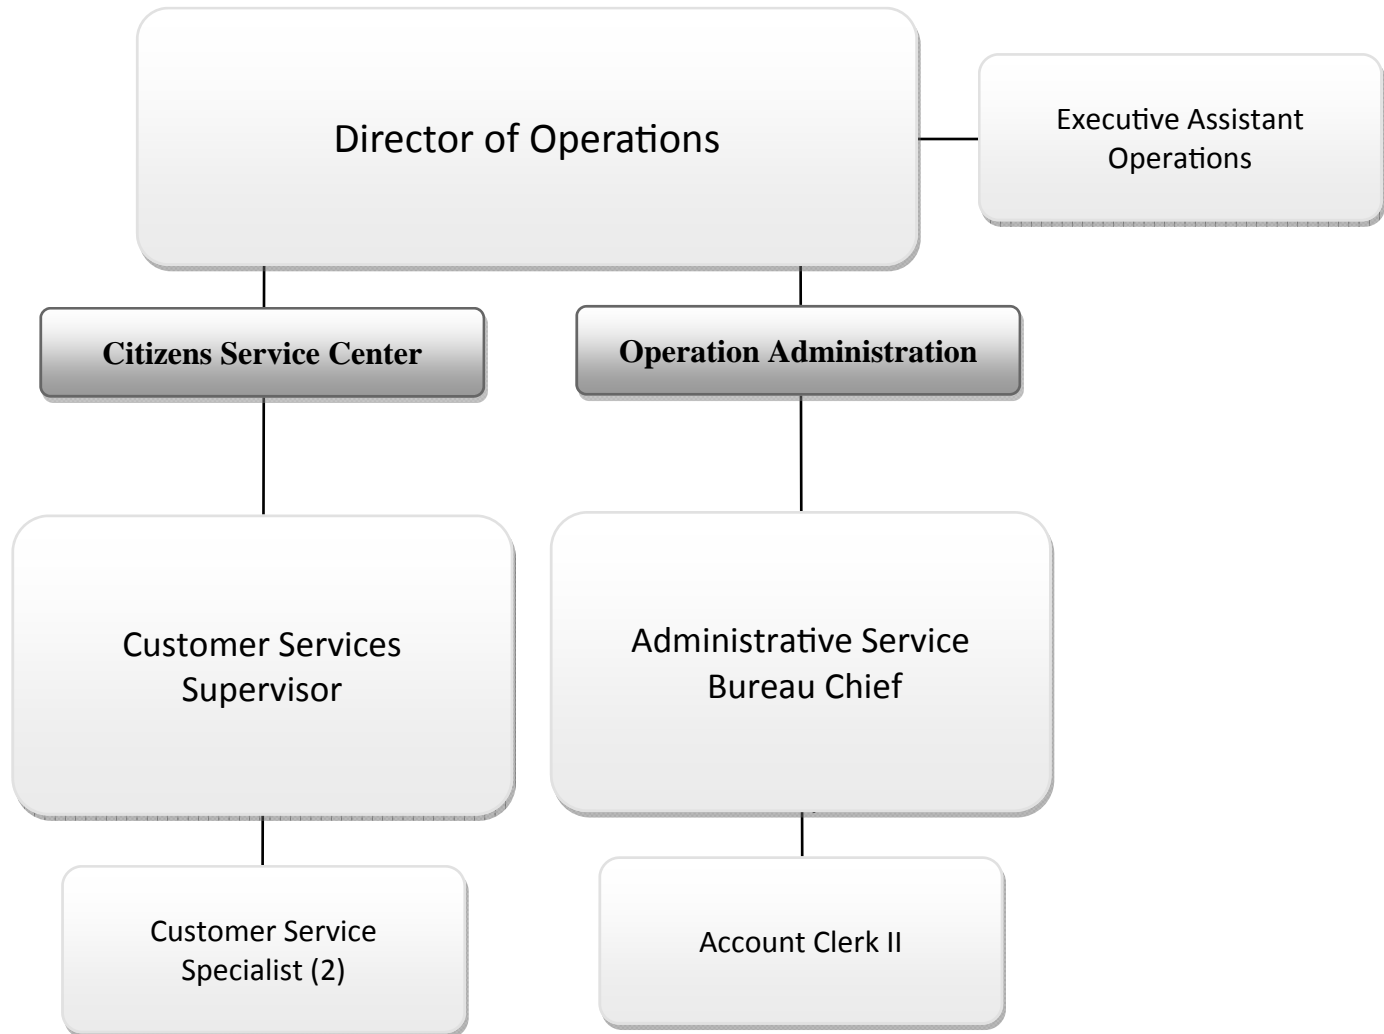 Director of Operations
Executive Assistant
Operations
Citizens Service Center
Operation Administration
Customer Services
Supervisor
Administrative Service
Bureau Chief
Customer Service
Specialist (2)
Account Clerk II